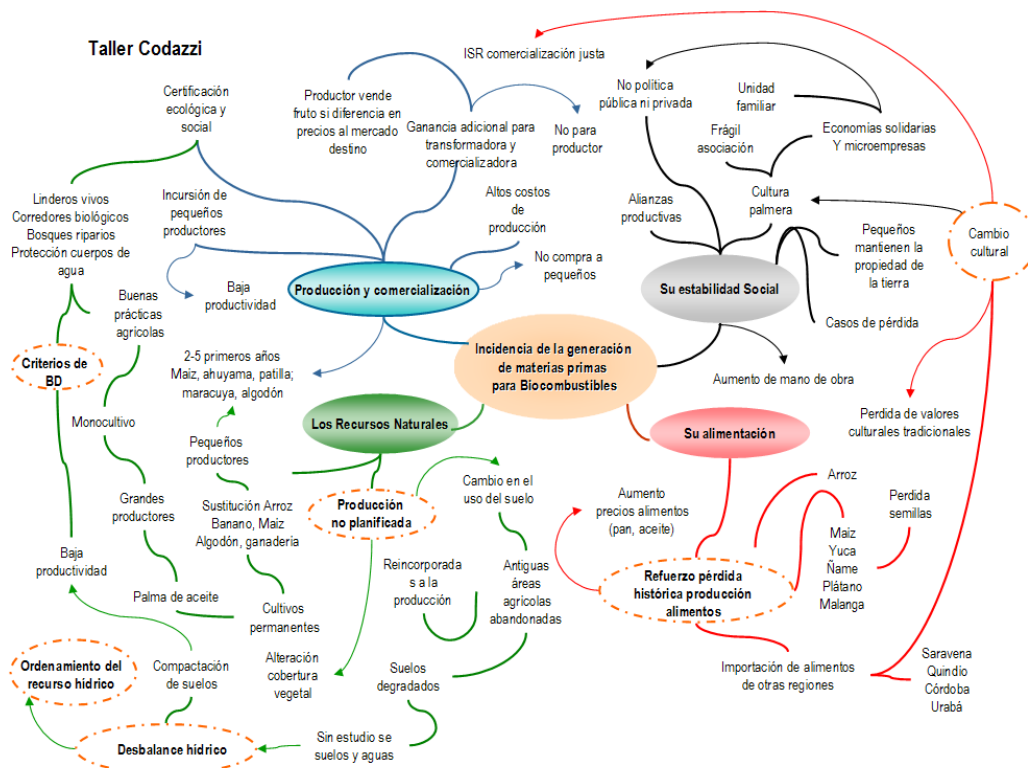 Taller Codazzi
ISR comercialización justa
Certificación
ecológica y
social
Productor vende
fruto si diferencia en
precios al mercado
destino
Ganancia adicional para
transformadora y
comercializadora
No para
productor
No política
pública ni privada
Unidad
familiar
Frágil
asociación
Economías solidarias
Y microempresas
Linderos vivos
Corredores biológicos
Bosques riparios
Protección cuerpos de
agua
Incursión de
pequeños
productores
Altos costos
de
producción
Alianzas
productivas
Cultura
palmera
Cambio
cultural
Pequeños
mantienen la
propiedad de
la tierra
No compra a
pequeños
Buenas
prácticas
agrícolas
Baja
productividad
Producción y comercialización
Su estabilidad Social
Casos de pérdida
Criterios de
BD
2-5 primeros años
Maíz, ahuyama, patilla;
maracuya, algodón
Incidencia de la generación
de materias primas
para Biocombustibles
Aumento de mano de obra
Monocultivo
Los Recursos Naturales
Su alimentación
Perdida de valores
culturales tradicionales
Pequeños
productores
Grandes
productores
Sustitución Arroz
Banano, Maíz
Algodón, ganadería
Producción
no planificada
Cambio en el
uso del suelo
Aumento
precios alimentos
(pan, aceite)
Arroz
Perdida
semillas
Maiz
Yuca
Ñame
Plátano
Malanga
Baja
productividad
Palma de aceite
Cultivos
permanentes
Reincorporada
s a la
producción
Antiguas
áreas
agrícolas
abandonadas
Refuerzo pérdida
histórica producción
alimentos
Ordenamiento del
recurso hídrico
Compactación
de suelos
Alteración
cobertura
vegetal
Suelos
degradados
Importación de alimentos
de otras regiones
Saravena
Quindio
Córdoba
Urabá
Desbalance hídrico
Sin estudio se
suelos y aguas